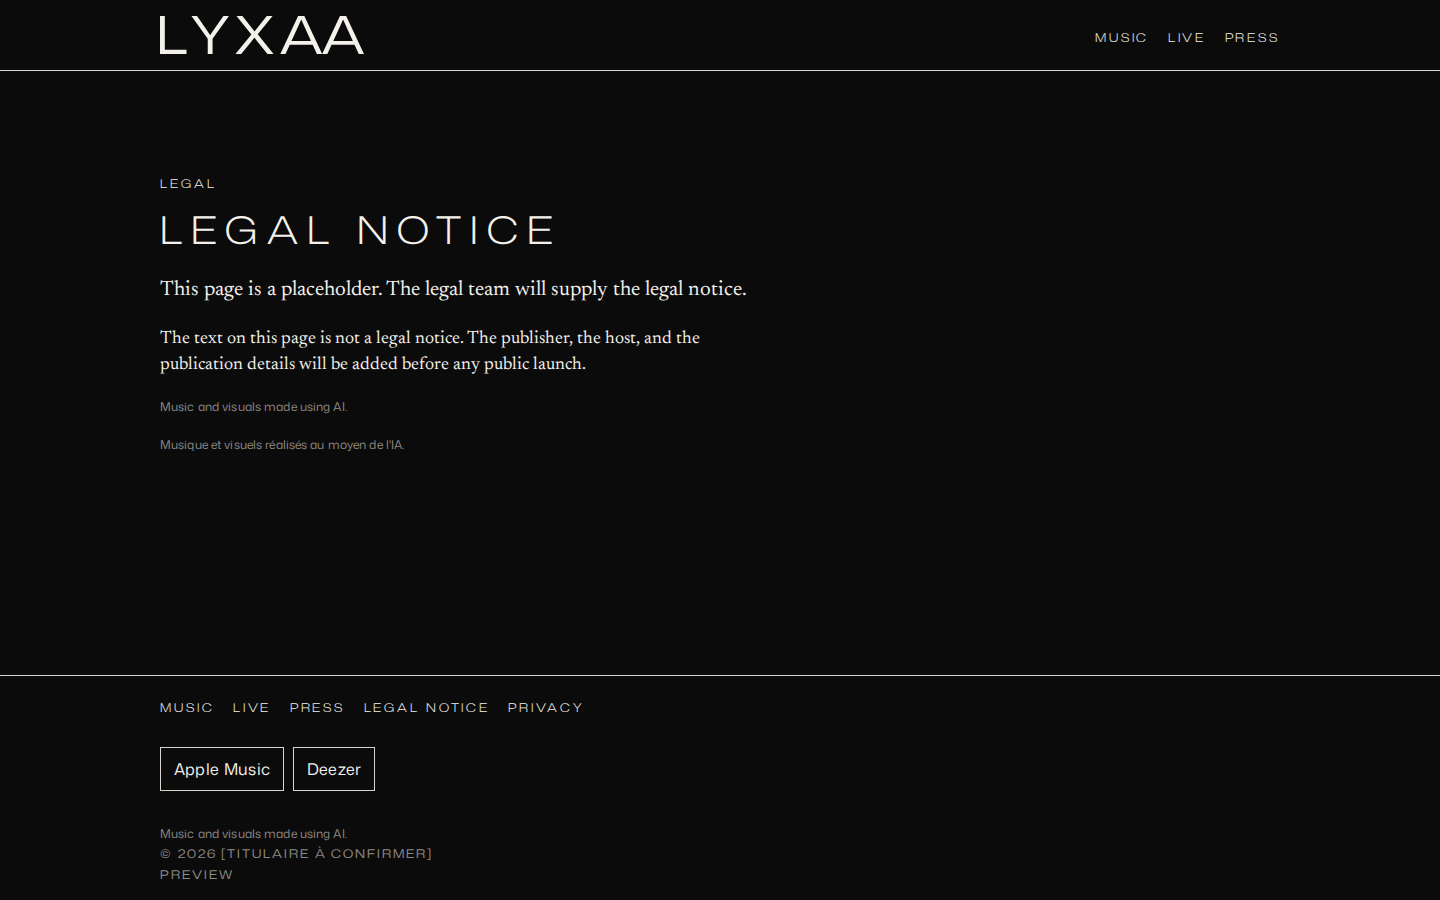 LYXAA
MUSIC LIVE PRESS
LEGAL
LEGAL NOTICE
This page is a placeholder. The legal team will supply the legal notice.
The text on this page is not a legal notice. The publisher, the host, and the
publication details will be added before any public launch.
Music and visuals made using AI.
Musique et visuels réalisés au moyen de l'IA.
MUSIC LIVE PRESS LEGAL NOTICE PRIVACY
Apple Music Deezer
Music and visuals made using AI.
© 2026 [TITULAIRE À CONFIRMER]
PREVIEW